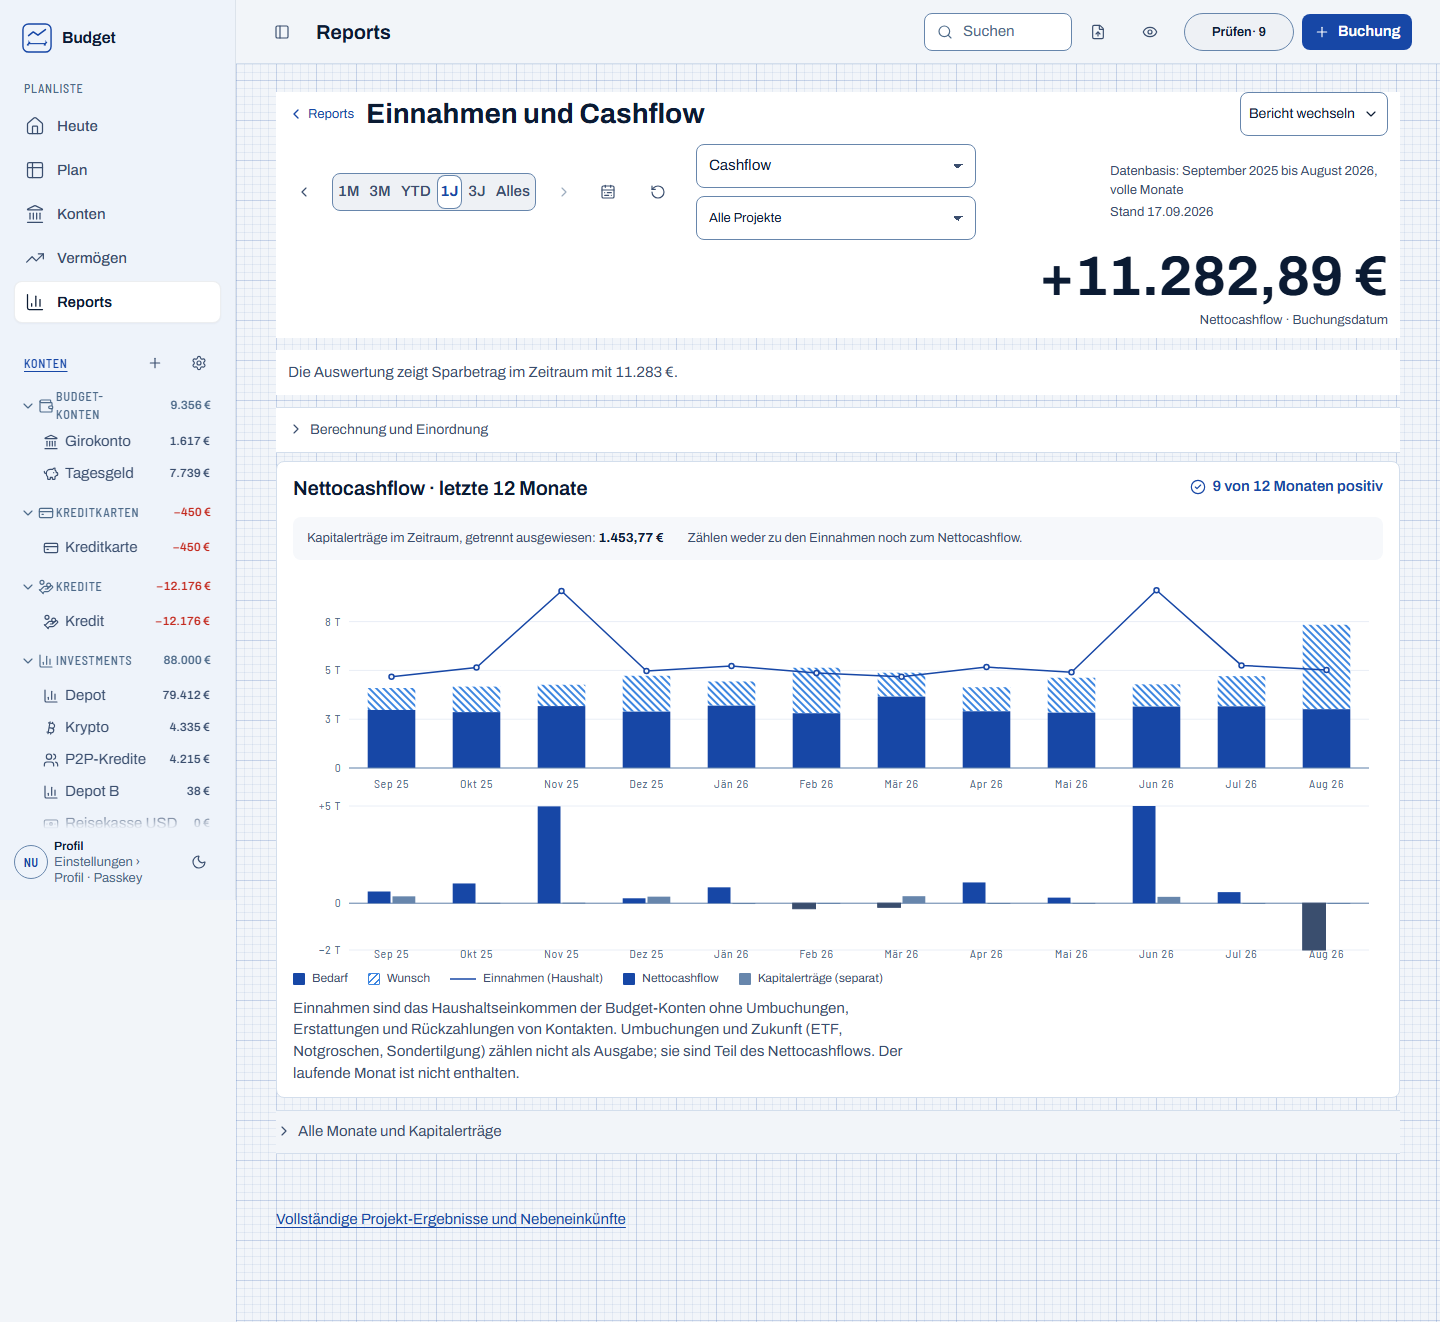 Budget
PLANLISTE
Heute
Plan
Konten
Vermögen
Reports
KONTEN
BUDGET-
KONTEN
9.356 €
Girokonto 1.617 €
Tagesgeld 7.739 €
KREDITKARTEN −450 €
Kreditkarte −450 €
KREDITE −12.176 €
Kredit −12.176 €
INVESTMENTS 88.000 €
Depot 79.412 €
Krypto 4.335 €
P2P-Kredite 4.215 €
Depot B 38 €
Reisekasse USD 0 €
NU
Profil
Einstellungen ›
Profil · Passkey
Reports
Suchen
Prüfen · 9
Buchung
Reports
Einnahmen und Cashflow
Bericht wechseln
1M 3M YTD 1J 3J Alles
Cashflow
Alle Projekte
Datenbasis: September 2025 bis August 2026,
volle Monate
Stand 17.09.2026
+11.282,89 €
Nettocashflow · Buchungsdatum
Die Auswertung zeigt Sparbetrag im Zeitraum mit 11.283 €.
Berechnung und Einordnung
Nettocashflow · letzte 12 Monate
9 von 12 Monaten positiv
Kapitalerträge im Zeitraum, getrennt ausgewiesen: 1.453,77 € Zählen weder zu den Einnahmen noch zum Nettocashflow.
8 T
5 T
3 T
0
Sep 25 Okt 25 Nov 25 Dez 25 Jän 26 Feb 26 Mär 26 Apr 26 Mai 26 Jun 26 Jul 26 Aug 26
+5 T
0
−2 T
Sep 25 Okt 25 Nov 25 Dez 25 Jän 26 Feb 26 Mär 26 Apr 26 Mai 26 Jun 26 Jul 26 Aug 26
Bedarf Wunsch Einnahmen (Haushalt) Nettocashflow Kapitalerträge (separat)
Einnahmen sind das Haushaltseinkommen der Budget-Konten ohne Umbuchungen,
Erstattungen und Rückzahlungen von Kontakten. Umbuchungen und Zukunft (ETF,
Notgroschen, Sondertilgung) zählen nicht als Ausgabe; sie sind Teil des Nettocashflows. Der
laufende Monat ist nicht enthalten.
Alle Monate und Kapitalerträge
Vollständige Projekt-Ergebnisse und Nebeneinkünfte